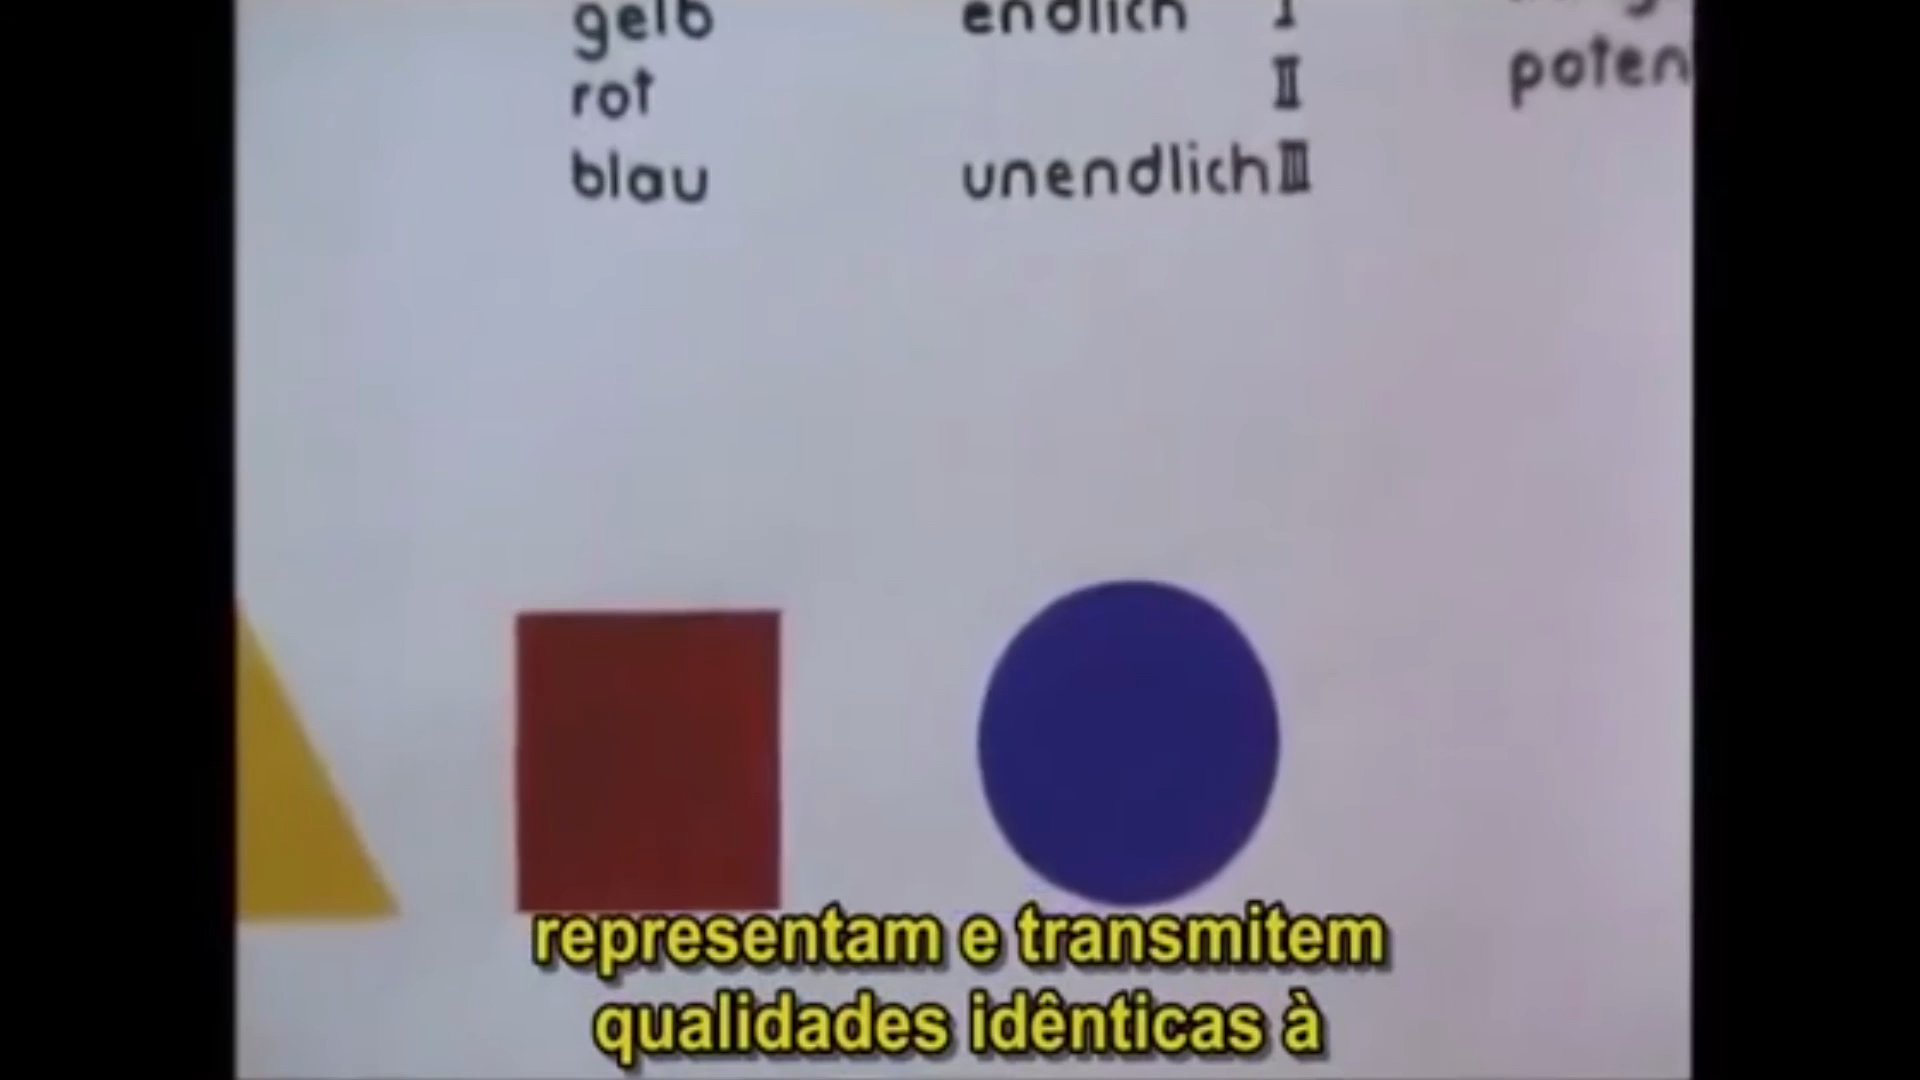 gelb endlich I
rot II poten
blau unendlich III
representam e transmitem
qualidades idênticas à